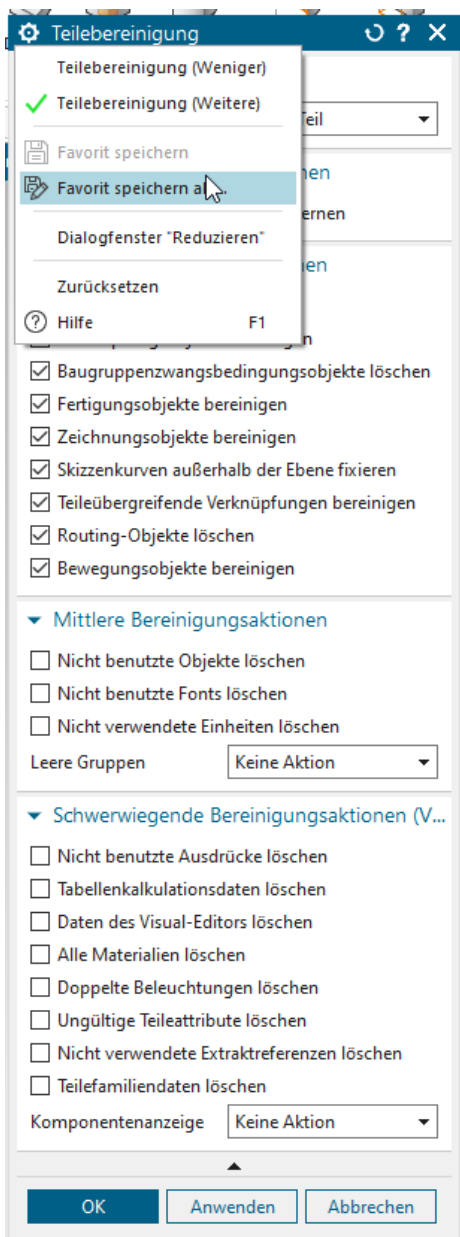 Teilebereinigung
Teilebereinigung (Weniger)
Teilebereinigung (Weitere)
Teil
Favorit speichern
Favorit speichern
Dialogfenster "Reduzieren"
Zurücksetzen
Hilfe F1
Baugruppenzwangsbedingungsobjekte löschen
Fertigungsobjekte bereinigen
Zeichnungsobjekte bereinigen
Skizzenkurven außerhalb der Ebene fixieren
Teileübergreifende Verknüpfungen bereinigen
Routing-Objekte löschen
Bewegungsobjekte bereinigen
Mittlere Bereinigungsaktionen
Nicht benutzte Objekte löschen
Nicht benutzte Fonts löschen
Nicht verwendete Einheiten löschen
Leere Gruppen Keine Aktion
Schwerwiegende Bereinigungsaktionen (V...
Nicht benutzte Ausdrücke löschen
Tabellenkalkulationsdaten löschen
Daten des Visual-Editors löschen
Alle Materialien löschen
Doppelte Beleuchtungen löschen
Ungültige Teileattribute löschen
Nicht verwendete Extraktreferenzen löschen
Teilefamiliendaten löschen
Komponentenanzeige Keine Aktion
OK Anwenden Abbrechen